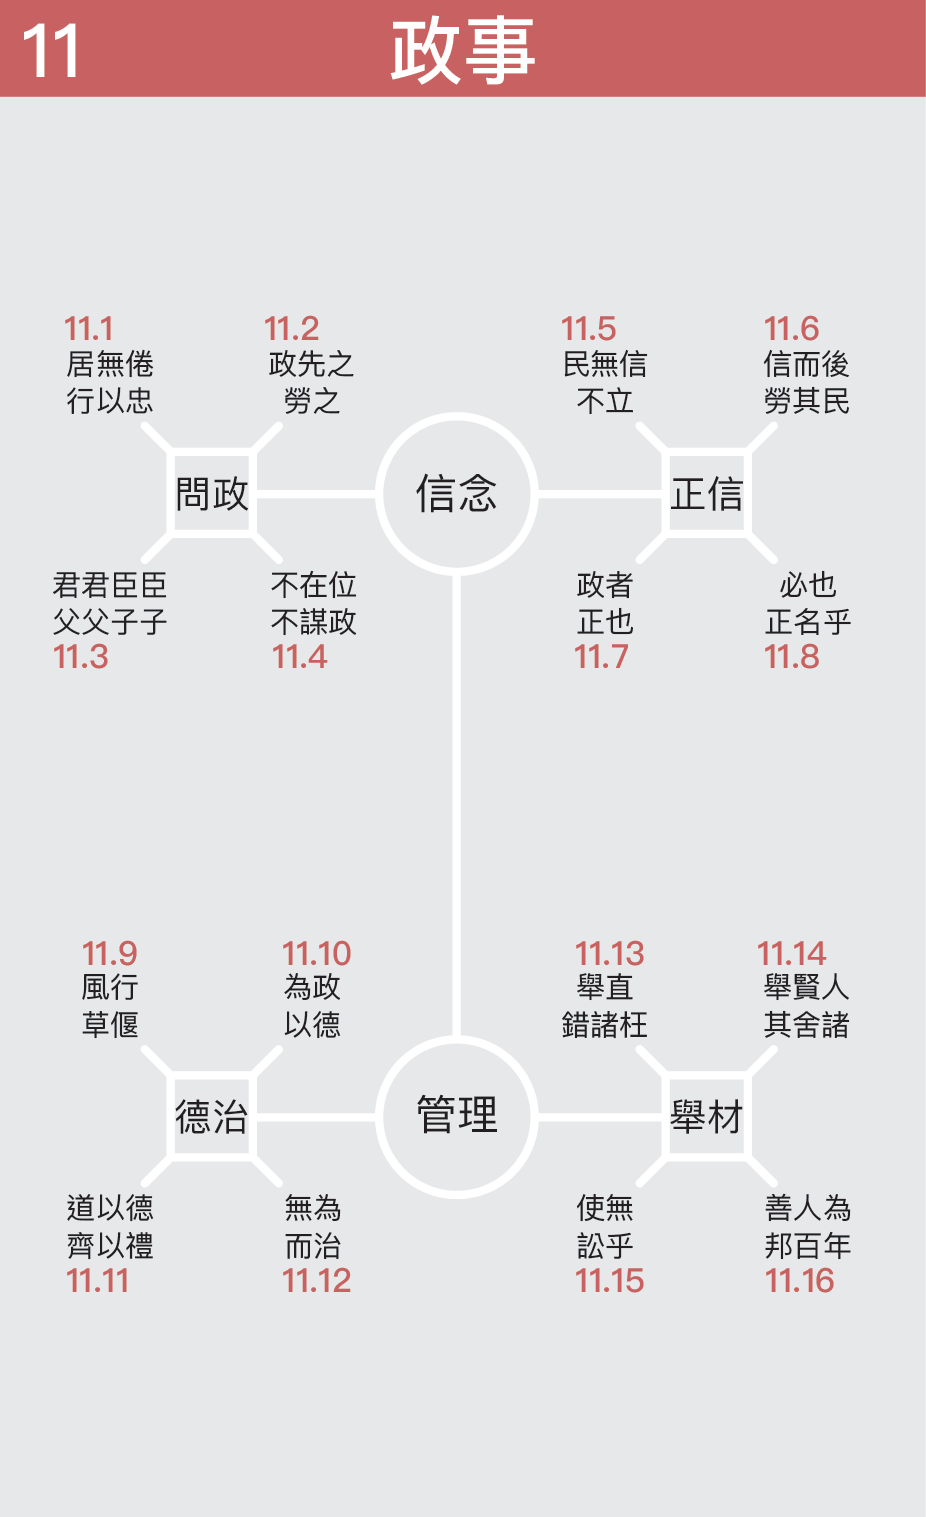 11 政事
11.1
居無倦
行以忠
11.2
政先之
勞之
11.5
民無信
不立
11.6
信而後
勞其民
問政
信念
正信
君君臣臣
父父子子
11.3
不在位
不謀政
11.4
政者
正也
11.7
必也
正名乎
11.8
11.9
風行
草偃
11.10
為政
以德
11.13
舉直
錯諸枉
11.14
舉賢人
其舍諸
德治
管理
舉材
道以德
齊以禮
11.11
無為
而治
11.12
使無
訟乎
11.15
善人為
邦百年
11.16